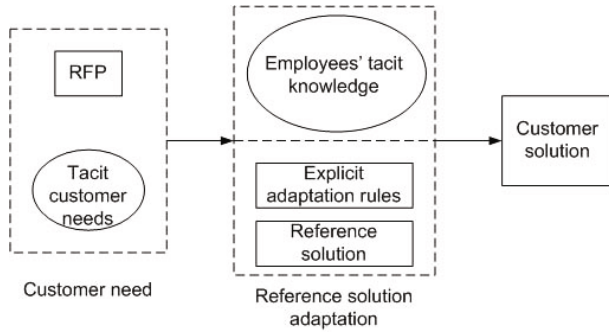 RFP
Tacit
customer
needs
Customer need
Employees' tacit
knowledge
Explicit
adaptation rules
Reference
solution
Reference solution
adaptation
Customer
solution